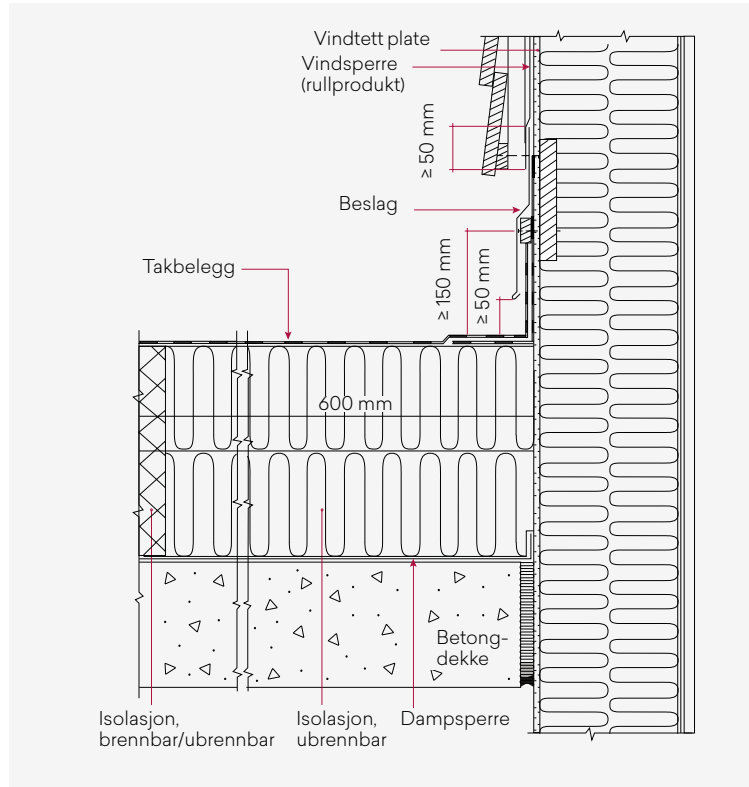 Vindtett plate
Vindsperre
(rullprodukt)
≥ 50 mm
Beslag
Takbelegg
≥ 150 mm
≥ 50 mm
600 mm
Betong-
dekke
Isolasjon,
brennbar/ubrennbar
Isolasjon,
ubrennbar
Dampsperre